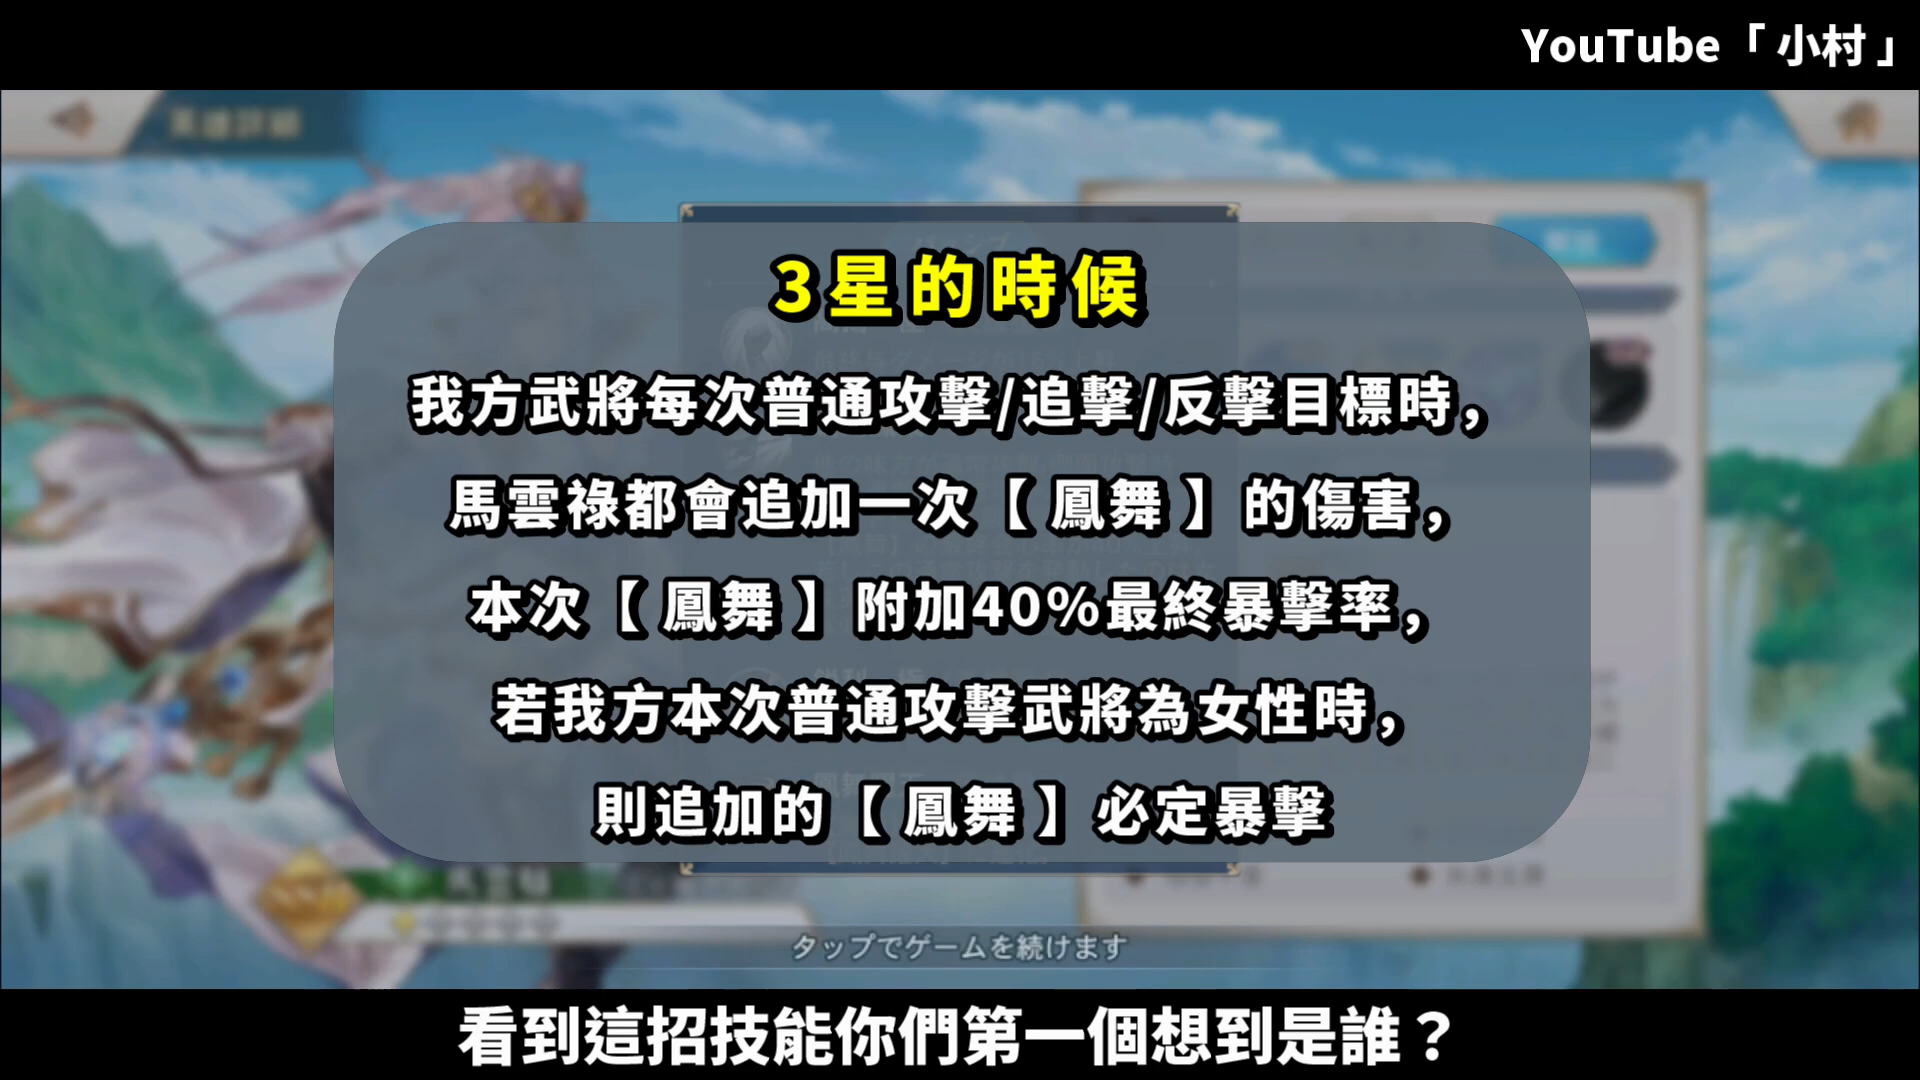 YouTube「小村」
3星的時候
我方武將每次普通攻擊/追擊/反擊目標時，
馬雲祿都會追加一次【鳳舞】的傷害，
本次【鳳舞】附加40%最終暴擊率，
若我方本次普通攻擊武將為女性時，
則追加的【鳳舞】必定暴擊
タップでゲームを続けます
看到這招技能你們第一個想到是誰？